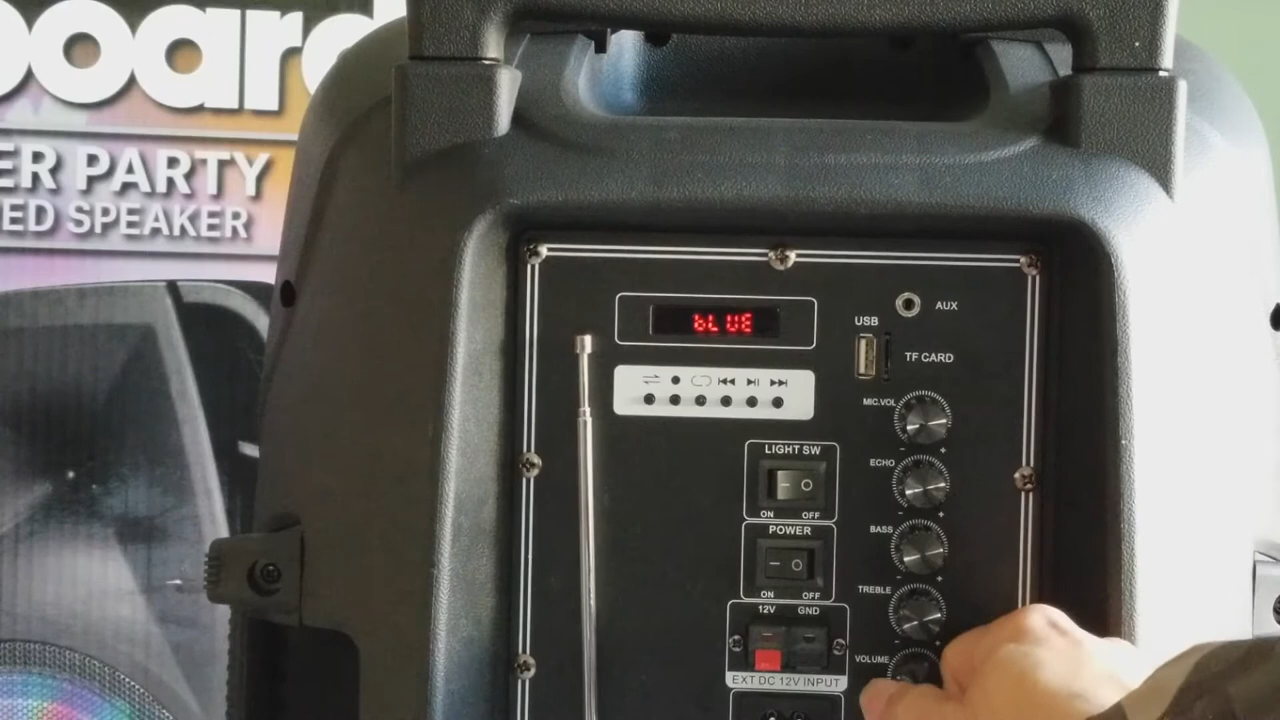 board
ER PARTY
ED SPEAKER
bLUE
AUX
USB
TF CARD
MIC.VOL
- +
ECHO
- +
BASS
- +
TREBLE
VOLUME
LIGHT SW
ON OFF
POWER
ON OFF
12V GND
EXT DC 12V INPUT